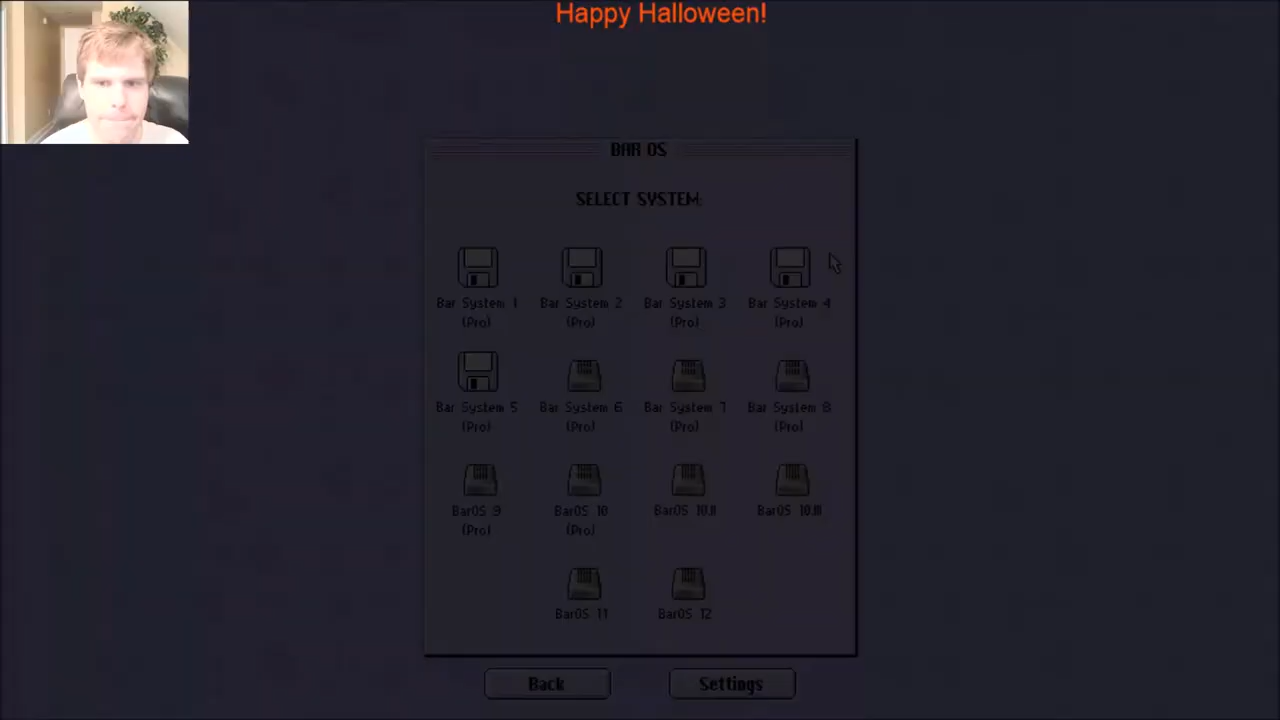 Happy Halloween!
BAR OS
SELECT SYSTEM:
Bar System 1
(Pro)
Bar System 2
(Pro)
Bar System 3
(Pro)
Bar System 4
(Pro)
Bar System 5
(Pro)
Bar System 6
(Pro)
Bar System 7
(Pro)
Bar System 8
(Pro)
BarOS 9
(Pro)
BarOS 10
(Pro)
BarOS 10.II
BarOS 10.III
BarOS 11
BarOS 12
Back
Settings